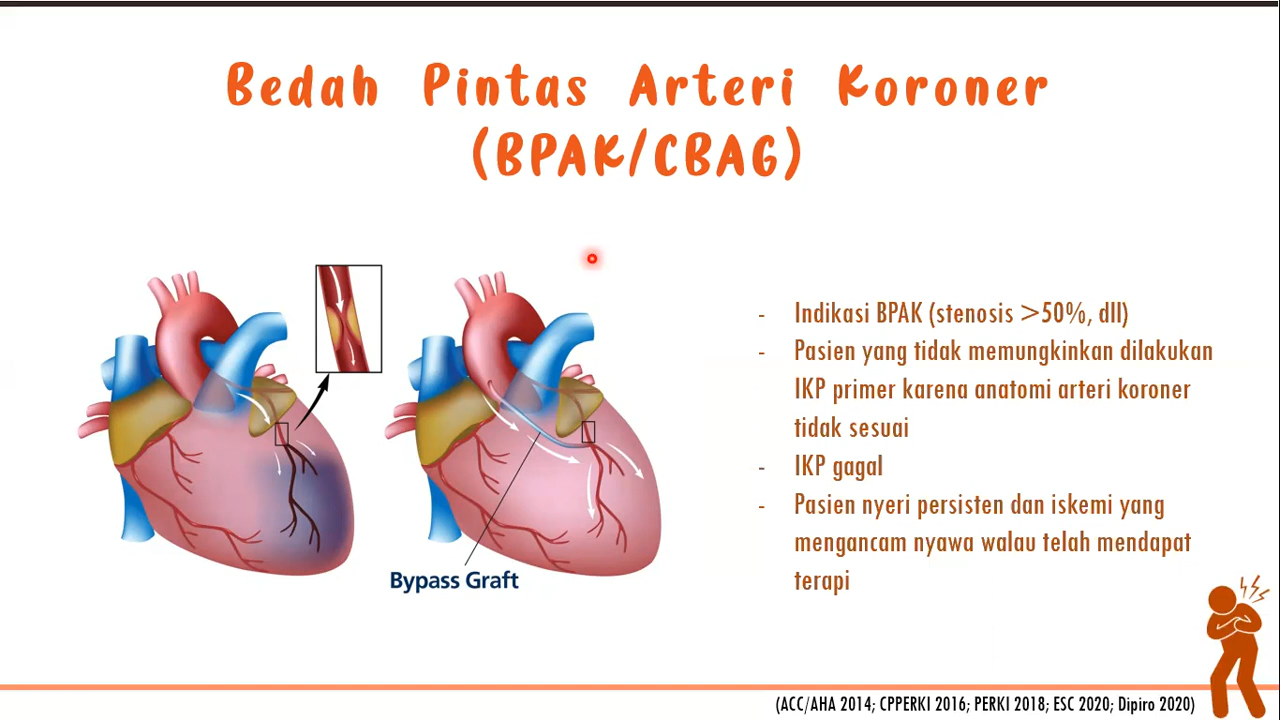 Bedah Pintas Arteri Koroner
(BPAK/CBAG)
- Indikasi BPAK (stenosis >50%, dll)
- Pasien yang tidak memungkinkan dilakukan
IKP primer karena anatomi arteri koroner
tidak sesuai
- IKP gagal
- Pasien nyeri persisten dan iskemi yang
mengancam nyawa walau telah mendapat
terapi
Bypass Graft
(ACC/AHA 2014; CPPERKI 2016; PERKI 2018; ESC 2020; Dipiro 2020)